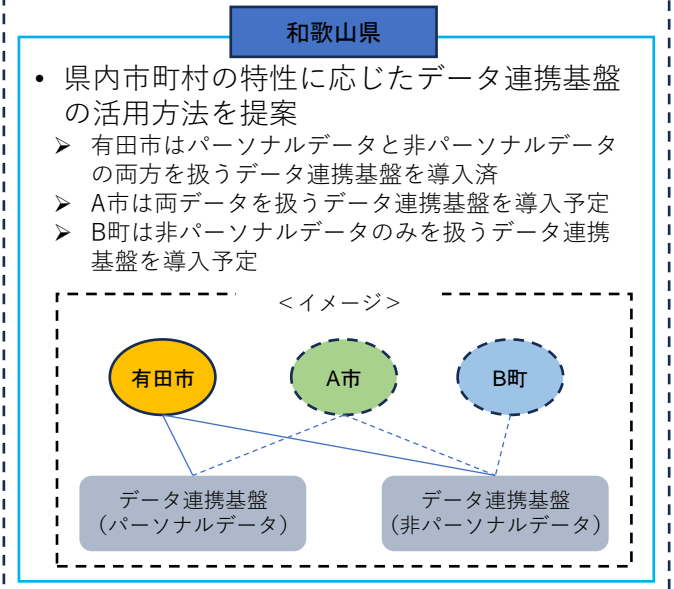 和歌山県
• 県内市町村の特性に応じたデータ連携基盤
の活用方法を提案
➢ 有田市はパーソナルデータと非パーソナルデータ
の両方を扱うデータ連携基盤を導入済
➢ A市は両データを扱うデータ連携基盤を導入予定
➢ B町は非パーソナルデータのみを扱うデータ連携
基盤を導入予定
＜イメージ＞
有田市
A市
B町
データ連携基盤
（パーソナルデータ）
データ連携基盤
（非パーソナルデータ）